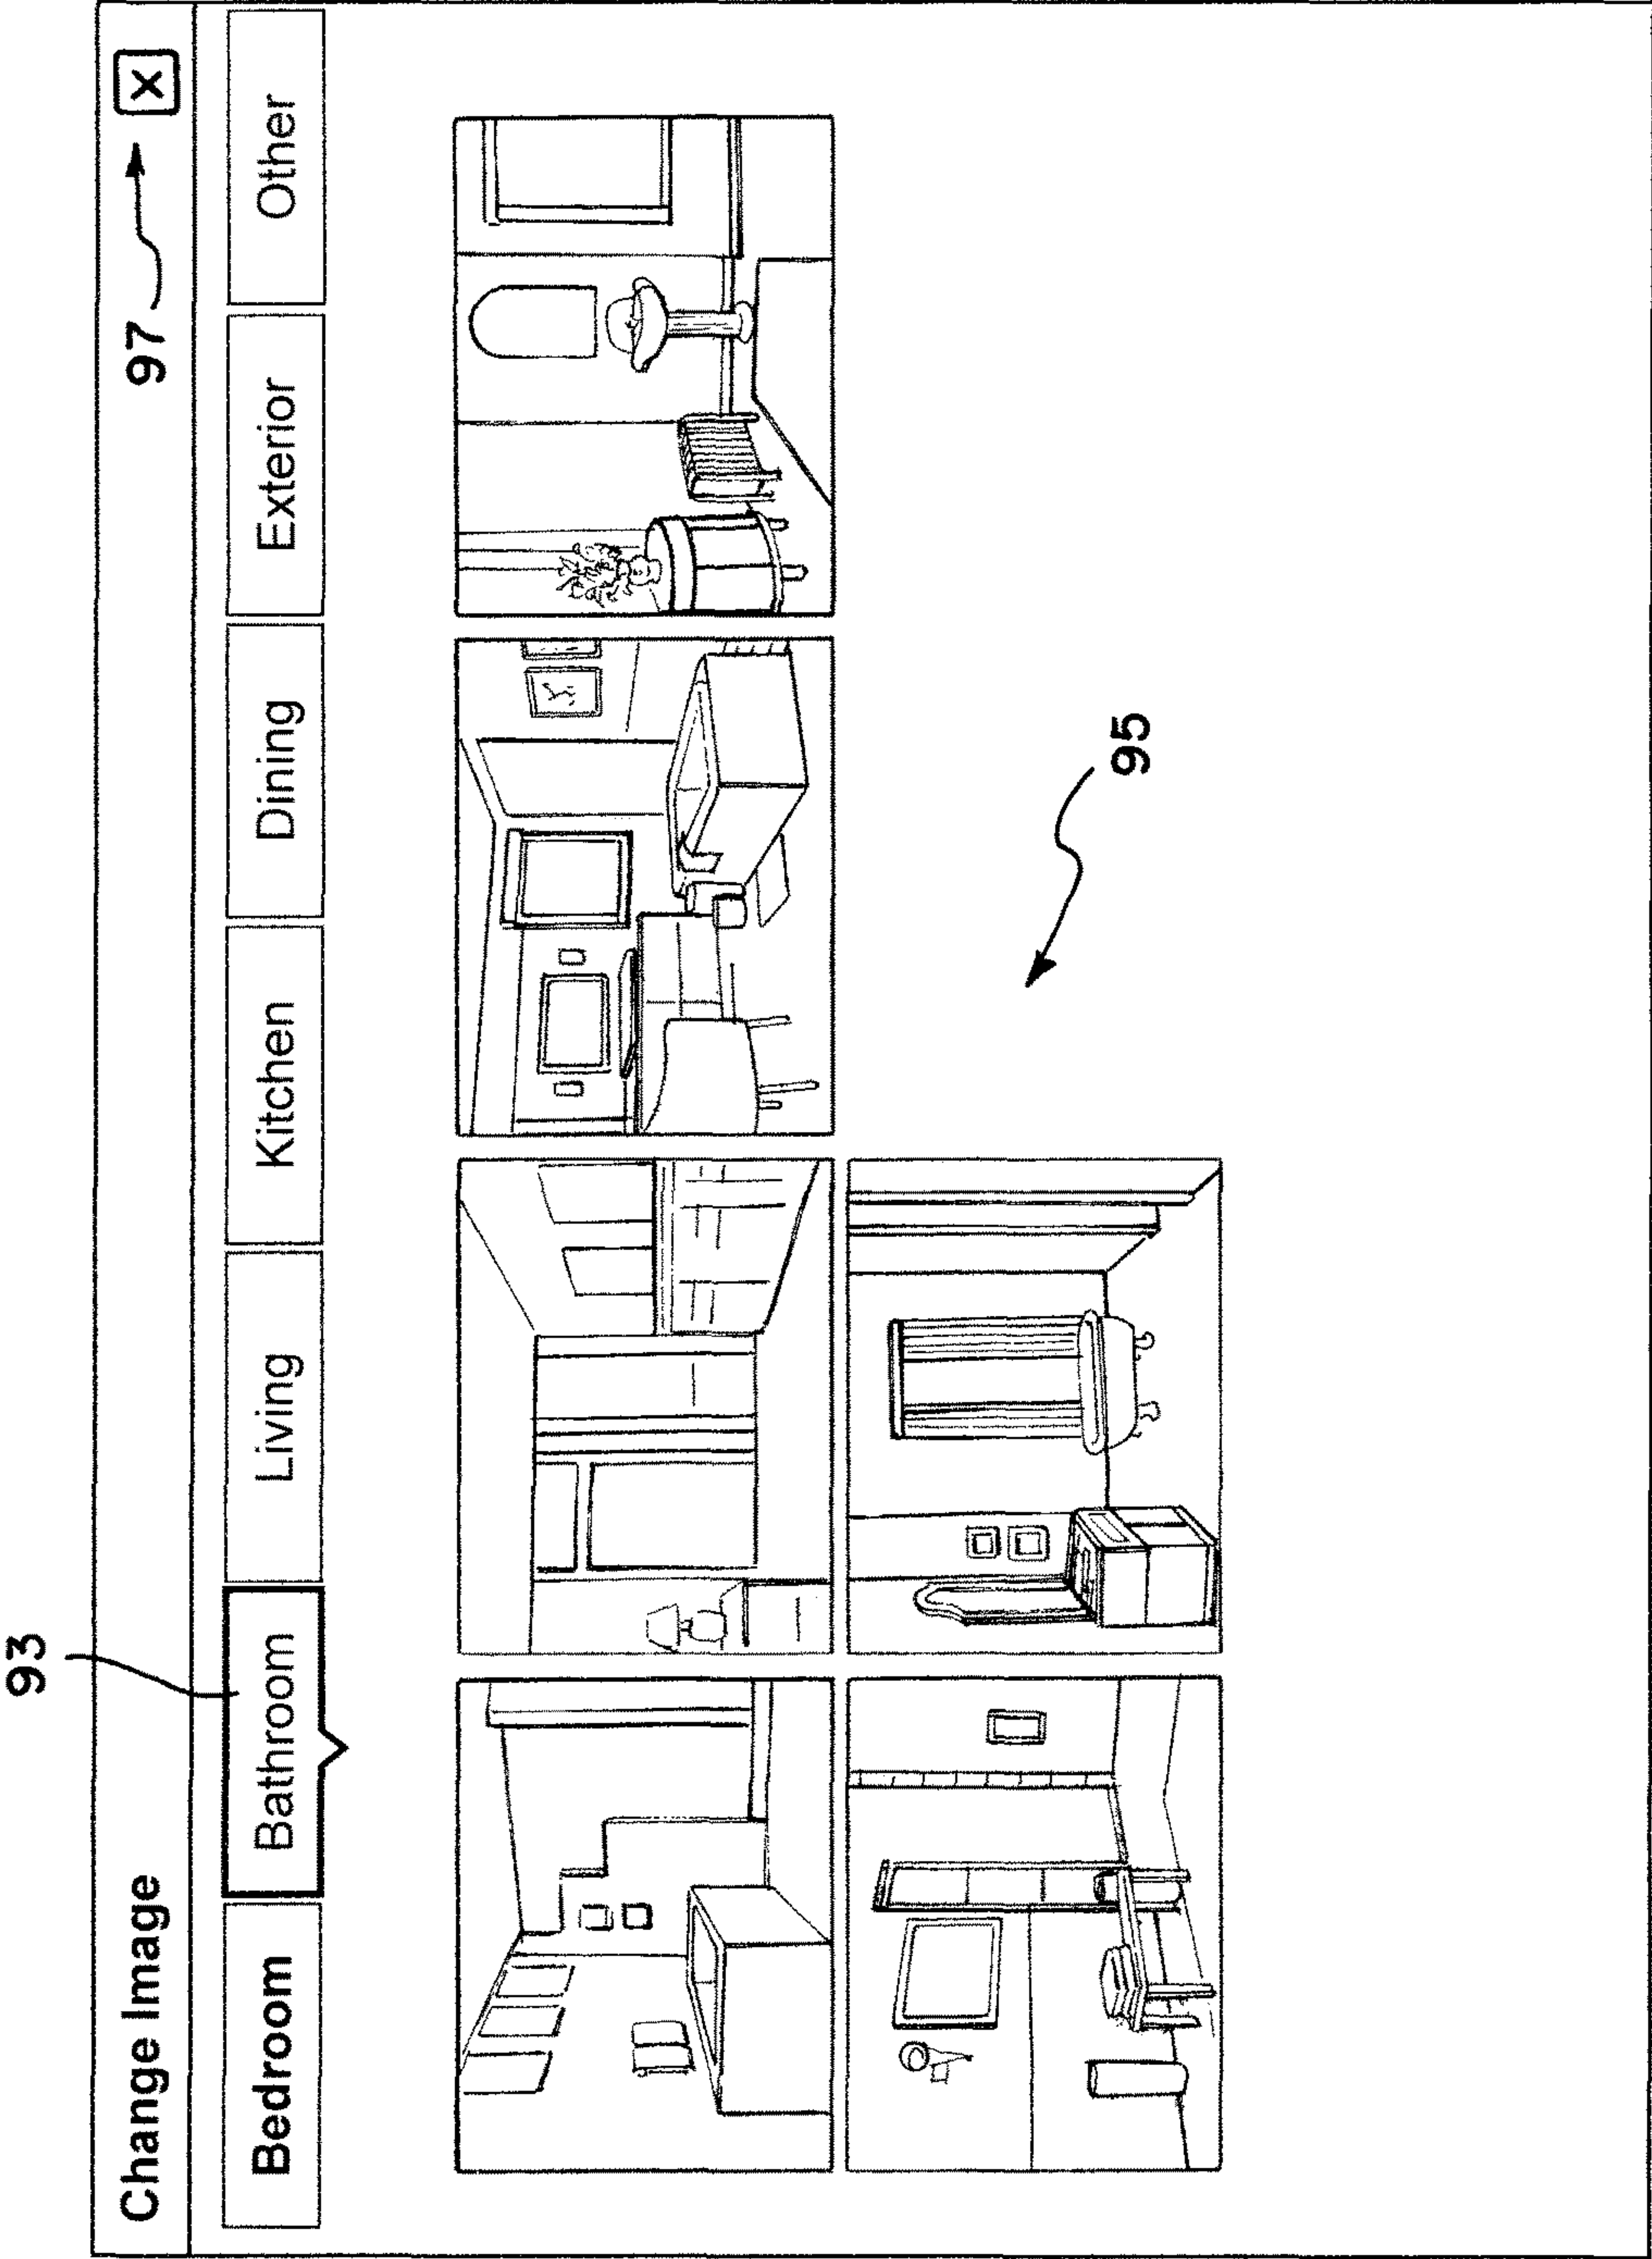 93
Change Image
97
X
Bedroom
Bathroom
Living
Kitchen
Dining
Exterior
Other
95